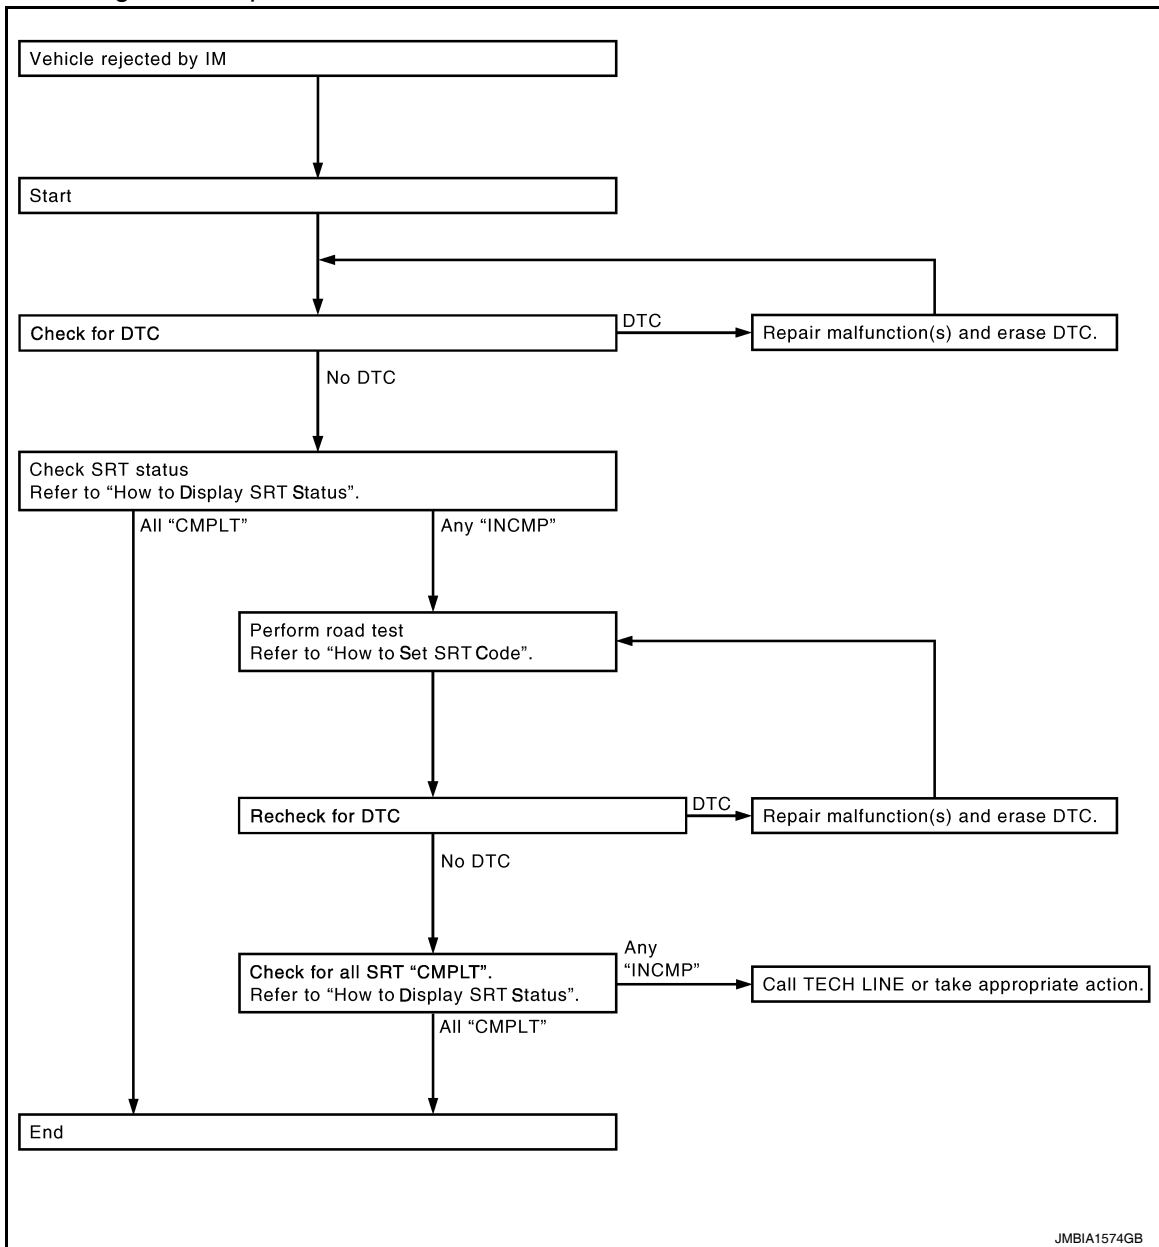 Vehicle rejected by IM
Start
Check for DTC
DTC
Repair malfunction(s) and erase DTC.
No DTC
Check SRT status
Refer to “How to Display SRT Status”.
All “CMPLT”
Any “INCMP”
Perform road test
Refer to “How to Set SRT Code”.
Recheck for DTC
DTC
Repair malfunction(s) and erase DTC.
No DTC
Check for all SRT “CMPLT”.
Refer to “How to Display SRT Status”.
Any
“INCMP”
Call TECH LINE or take appropriate action.
All “CMPLT”
End
JMBIA1574GB